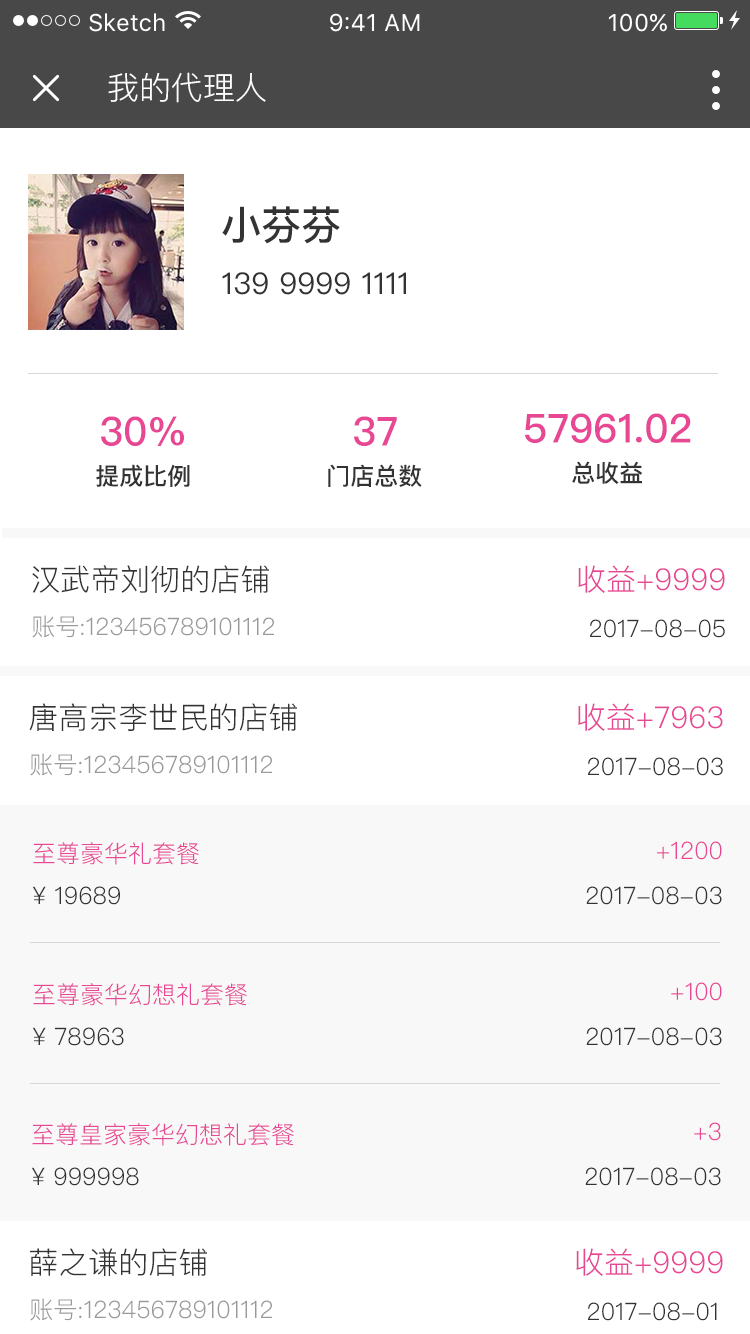 Sketch 9:41 AM 100%
我的代理人
小芬芬
139 9999 1111
30% 37 57961.02
提成比例 门店总数 总收益
汉武帝刘彻的店铺 收益+9999
账号:123456789101112 2017-08-05
唐高宗李世民的店铺 收益+7963
账号:123456789101112 2017-08-03
至尊豪华礼套餐 +1200
¥ 19689 2017-08-03
至尊豪华幻想礼套餐 +100
¥ 78963 2017-08-03
至尊皇家豪华幻想礼套餐 +3
¥ 999998 2017-08-03
薛之谦的店铺 收益+9999
账号:123456789101112 2017-08-01